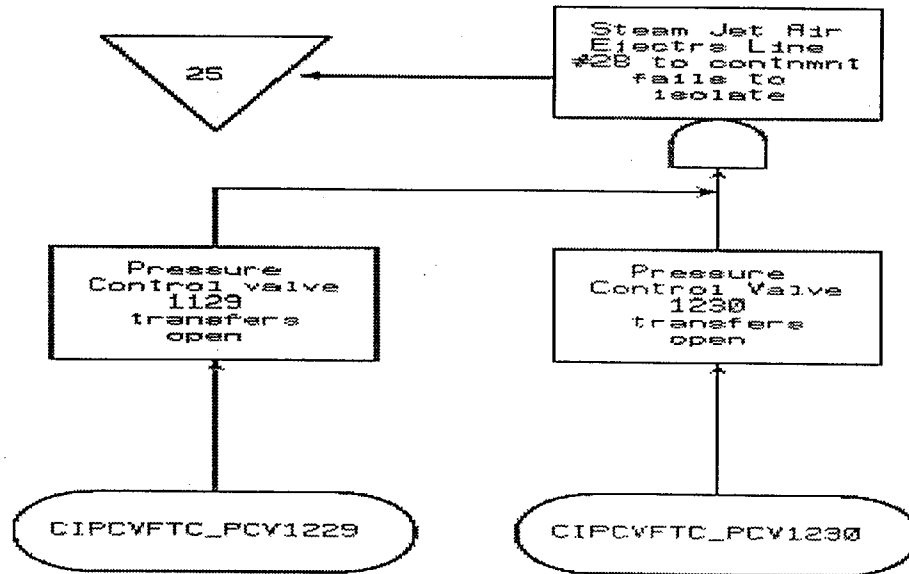 25
Steam Jet Air
Ejectrs Line
#28 to contnmnt
fails to
isolate
Pressure
Control valve
1129
transfers
open
Pressure
Control Valve
1230
transfers
open
CIPCVFTC_PCV1229
CIPCVFTC_PCV1230